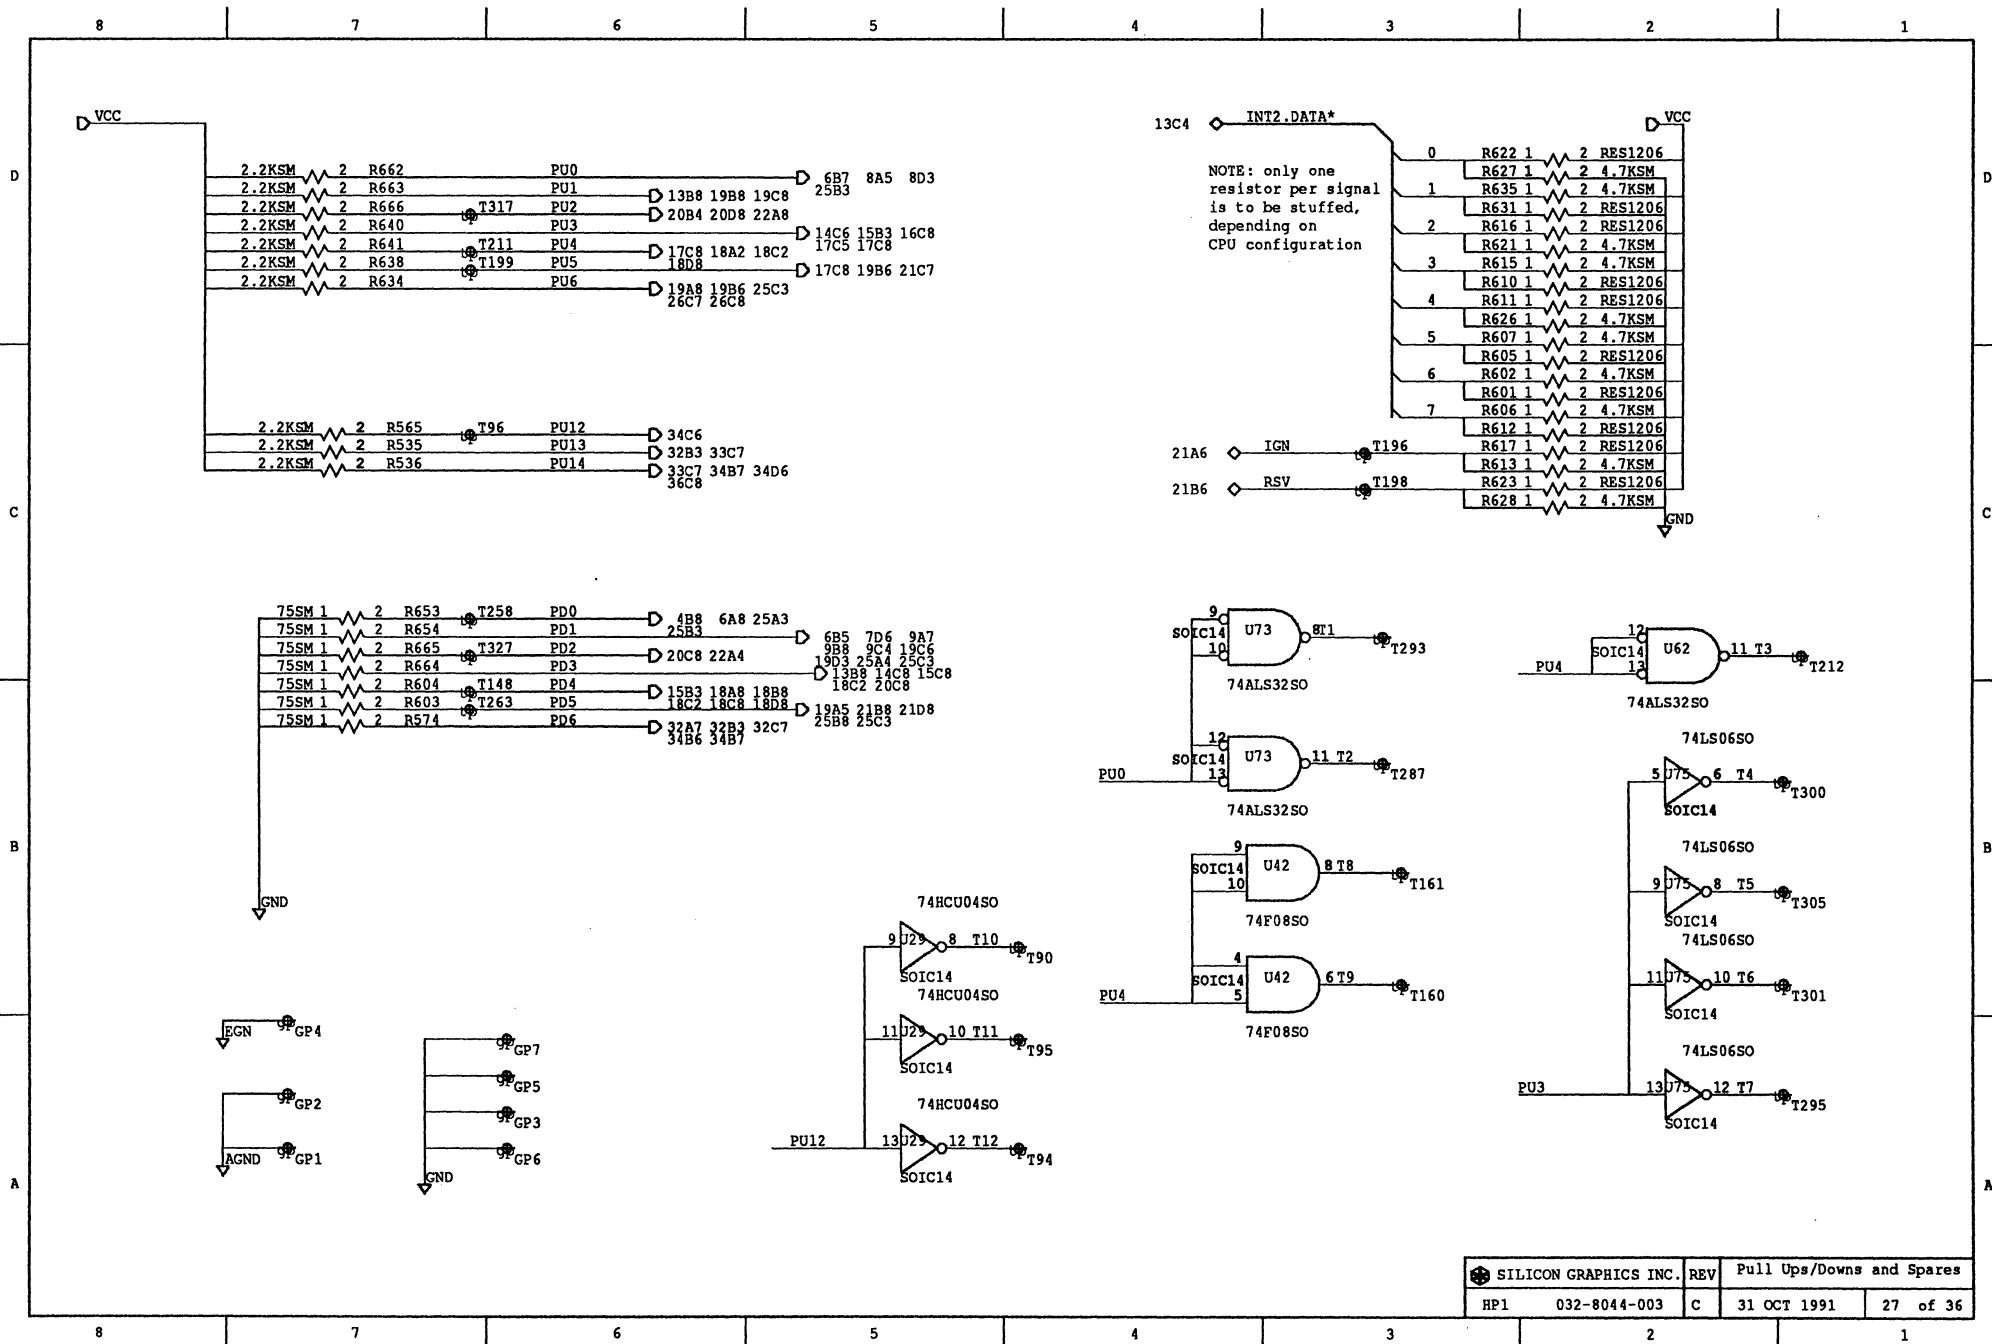 8 7 6 5 4 3 2 1
D
C
B
A
VCC
2.2KSM 2 R662 PU0 6B7 8A5 8D3
25B3
2.2KSM 2 R663 PU1 13B8 19B8 19C8
2.2KSM 2 R666 T317 PU2 20B4 20D8 22A8
2.2KSM 2 R640 PU3 14C6 15B3 16C8
17C5 17C8
2.2KSM 2 R641 T211 PU4 17C8 18A2 18C2
18D8
2.2KSM 2 R638 T199 PU5 17C8 19B6 21C7
2.2KSM 2 R634 PU6 19A8 19B6 25C3
26C7 26C8
2.2KSM 2 R565 T96 PU12 34C6
2.2KSM 2 R535 PU13 32B3 33C7
2.2KSM 2 R536 PU14 33C7 34B7 34D6
36C8
13C4 INT2.DATA*
VCC
NOTE: only one
resistor per signal
is to be stuffed,
depending on
CPU configuration
0 R622 1 2 RES1206
R627 1 2 4.7KSM
1 R635 1 2 4.7KSM
R631 1 2 RES1206
2 R616 1 2 RES1206
R621 1 2 4.7KSM
3 R615 1 2 4.7KSM
R610 1 2 RES1206
4 R611 1 2 RES1206
R626 1 2 4.7KSM
5 R607 1 2 4.7KSM
R605 1 2 RES1206
6 R602 1 2 4.7KSM
R601 1 2 RES1206
7 R606 1 2 4.7KSM
R612 1 2 RES1206
21A6 IGN T196 R617 1 2 RES1206
R613 1 2 4.7KSM
21B6 RSV T198 R623 1 2 RES1206
R628 1 2 4.7KSM
GND
75SM 1 2 R653 T258 PD0 4B8 6A8 25A3
25B3
75SM 1 2 R654 PD1 6B5 7D6 9A7
9B8 9C4 19C6
19D3 25A4 25C3
75SM 1 2 R665 T327 PD2 20C8 22A4
75SM 1 2 R664 PD3 13B8 14C8 15C8
18C2 20C8
75SM 1 2 R604 T148 PD4 15B3 18A8 18B8
18C2 18C8 18D8
75SM 1 2 R603 T263 PD5 19A5 21B8 21D8
25B8 25C3
75SM 1 2 R574 PD6 32A7 32B3 32C7
34B6 34B7
GND
9 SOIC14 10 U73 8 T1 T293
74ALS32SO
PU0 12 SOIC14 13 U73 11 T2 T287
74ALS32SO
PU4 12 SOIC14 13 U62 11 T3 T212
74ALS32SO
9 SOIC14 10 U42 8 T8 T161
74F08SO
PU4 4 SOIC14 5 U42 6 T9 T160
74F08SO
74LS06SO
5 U75 6 T4 T300
SOIC14
74LS06SO
9 U75 8 T5 T305
SOIC14
74LS06SO
11 U75 10 T6 T301
SOIC14
74LS06SO
PU3 13 U75 12 T7 T295
SOIC14
74HCU04SO
9 U29 8 T10 T90
SOIC14
74HCU04SO
11 U29 10 T11 T95
SOIC14
74HCU04SO
PU12 13 U29 12 T12 T94
SOIC14
EGN gp GP4
gp GP2
AGND gp GP1
gp GP7
gp GP5
gp GP3
gp GP6
GND
D
C
B
A
SILICON GRAPHICS INC. REV Pull Ups/Downs and Spares
HP1 032-8044-003 C 31 OCT 1991 27 of 36
8 7 6 5 4 3 2 1